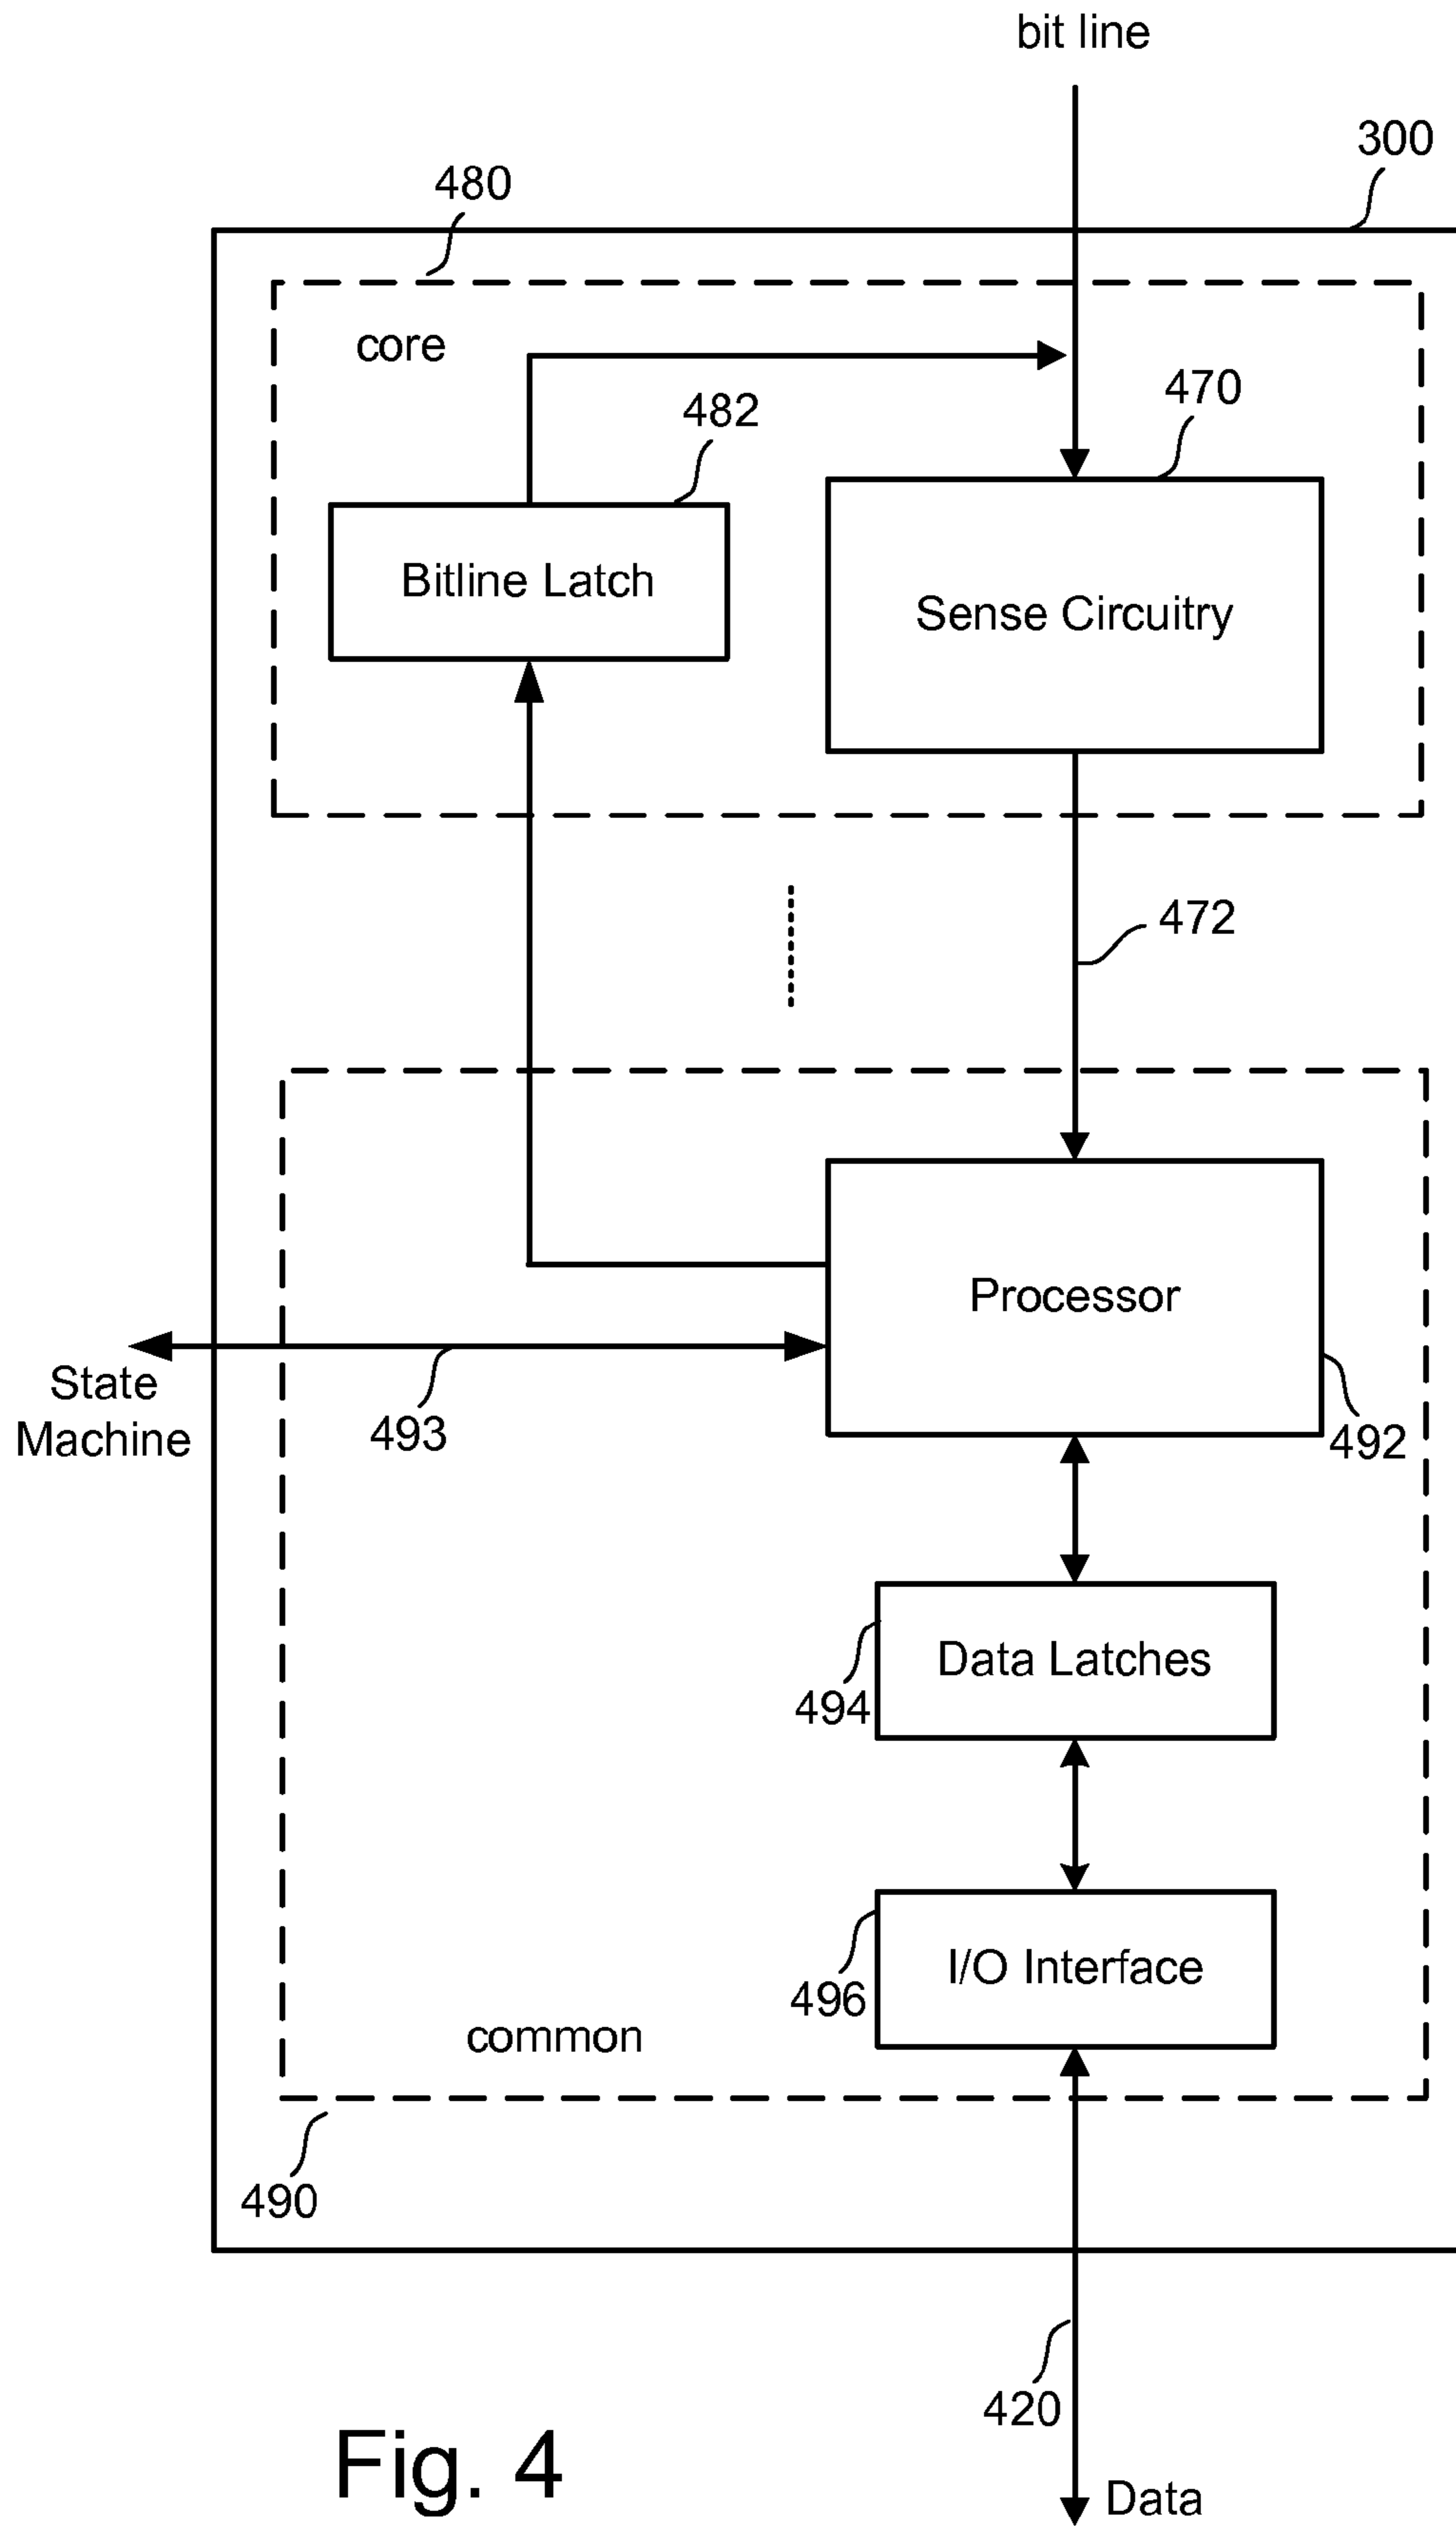 bit line
300
480
core
470
482
Bitline Latch
Sense Circuitry
472
Processor
State
Machine
493
492
Data Latches
494
I/O Interface
496
common
490
420
Fig. 4
Data